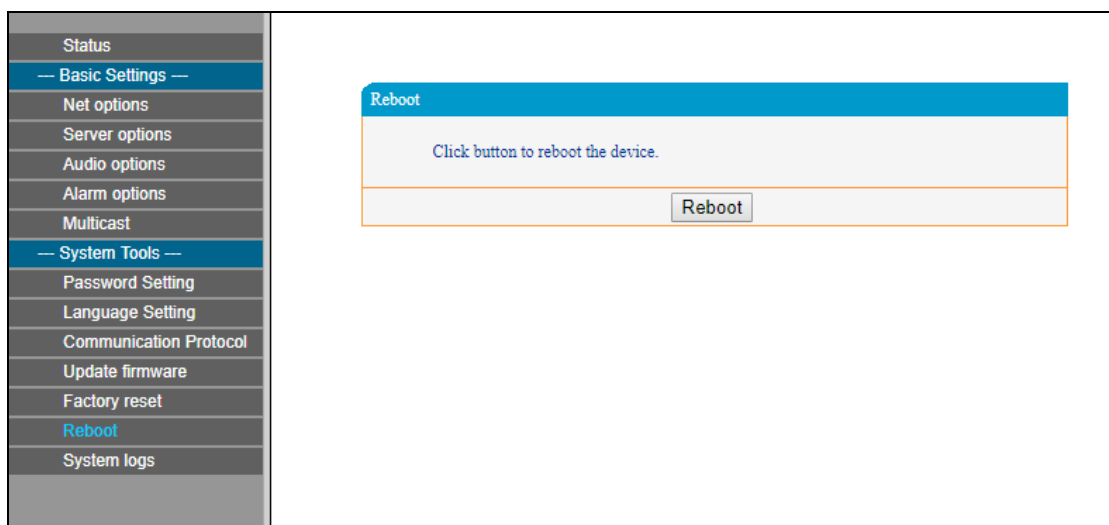 Status
--- Basic Settings ---
Net options
Server options
Audio options
Alarm options
Multicast
--- System Tools ---
Password Setting
Language Setting
Communication Protocol
Update firmware
Factory reset
Reboot
System logs
Reboot
Click button to reboot the device.
Reboot